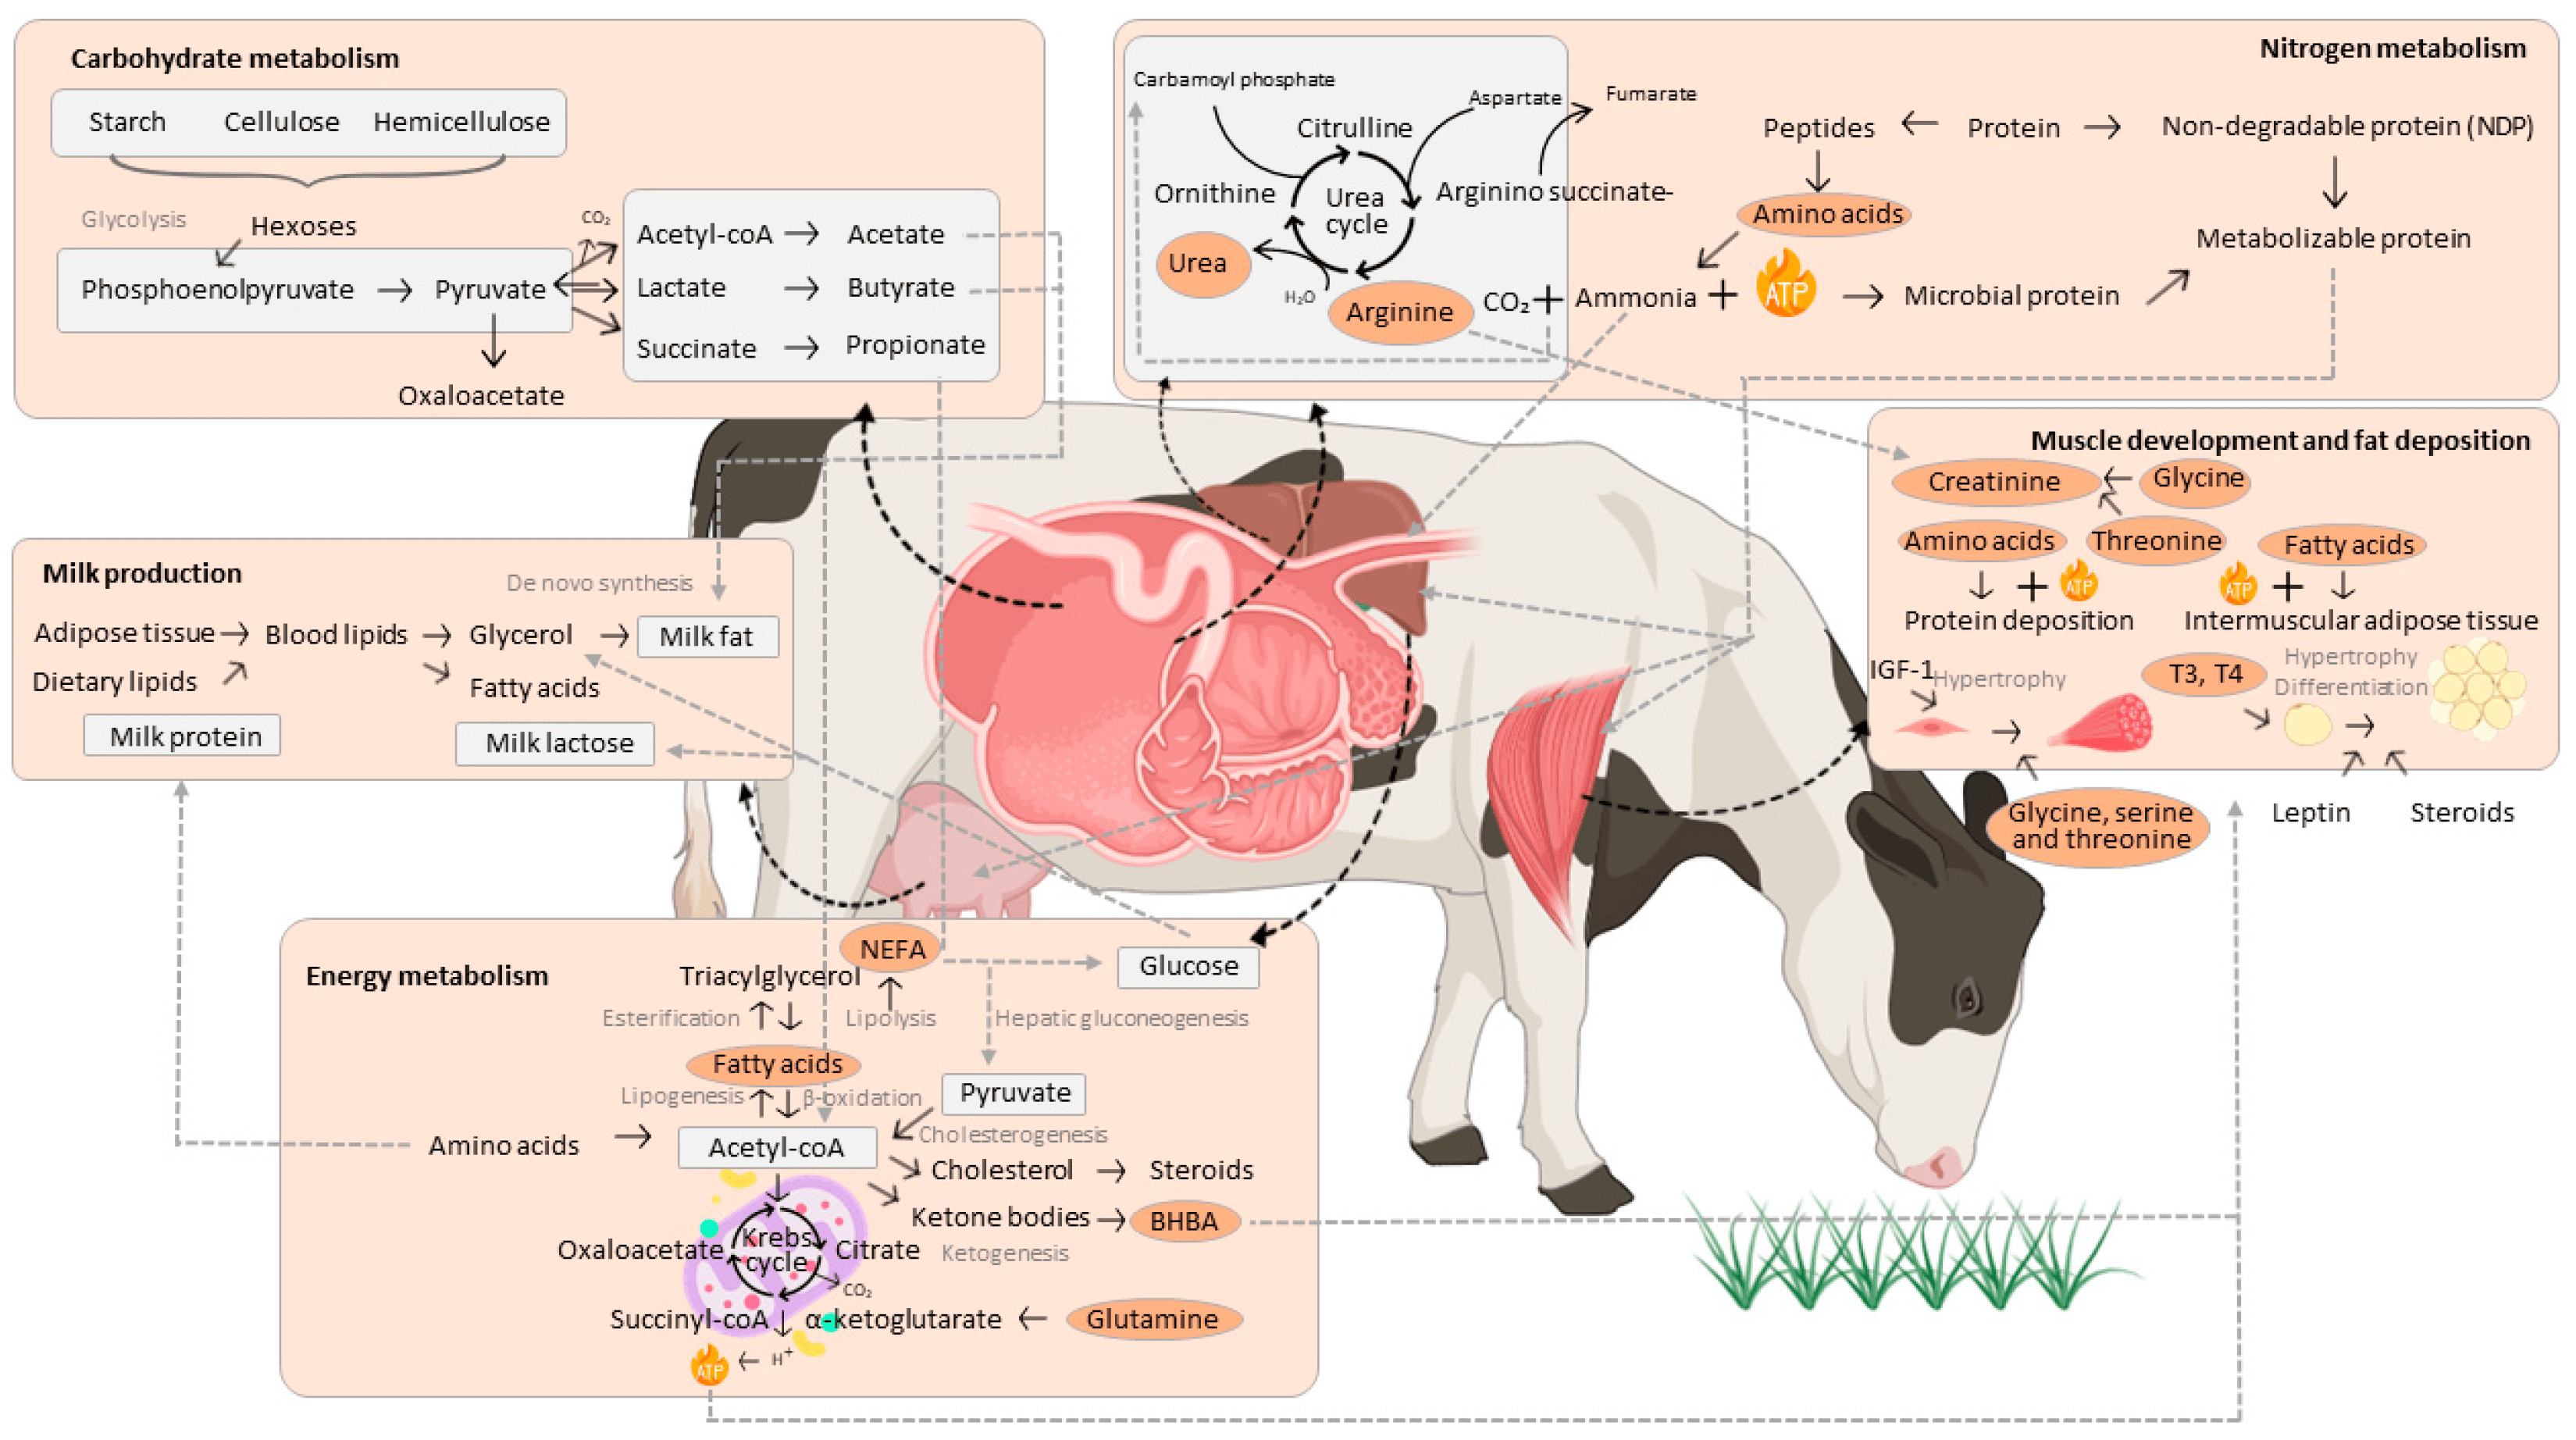 Carbohydrate metabolism
Starch Cellulose Hemicellulose
Glycolysis
Hexoses
CO₂
Phosphoenolpyruvate
Pyruvate
Oxaloacetate
Acetyl-coA
Acetate
Lactate
Butyrate
Succinate
Propionate
Nitrogen metabolism
Carbamoyl phosphate
Aspartate
Fumarate
Citrulline
Ornithine
Urea
cycle
Arginino succinate-
Urea
H₂O
Arginine
CO₂
Ammonia
ATP
Microbial protein
Peptides
Protein
Non-degradable protein (NDP)
Amino acids
Metabolizable protein
Muscle development and fat deposition
Creatinine
Glycine
Amino acids
Threonine
Fatty acids
ATP
ATP
Protein deposition
Intermuscular adipose tissue
IGF-1
Hypertrophy
T3, T4
Hypertrophy
Differentiation
Glycine, serine
and threonine
Leptin
Steroids
Milk production
De novo synthesis
Adipose tissue
Blood lipids
Glycerol
Milk fat
Dietary lipids
Fatty acids
Milk protein
Milk lactose
Energy metabolism
NEFA
Triacylglycerol
Glucose
Esterification
Lipolysis
Hepatic gluconeogenesis
Fatty acids
Lipogenesis
β-oxidation
Pyruvate
Amino acids
Acetyl-coA
Cholesterogenesis
Cholesterol
Steroids
Ketone bodies
BHBA
Ketogenesis
Oxaloacetate
Krebs
cycle
Citrate
CO₂
Succinyl-coA
α-ketoglutarate
Glutamine
H⁺
ATP